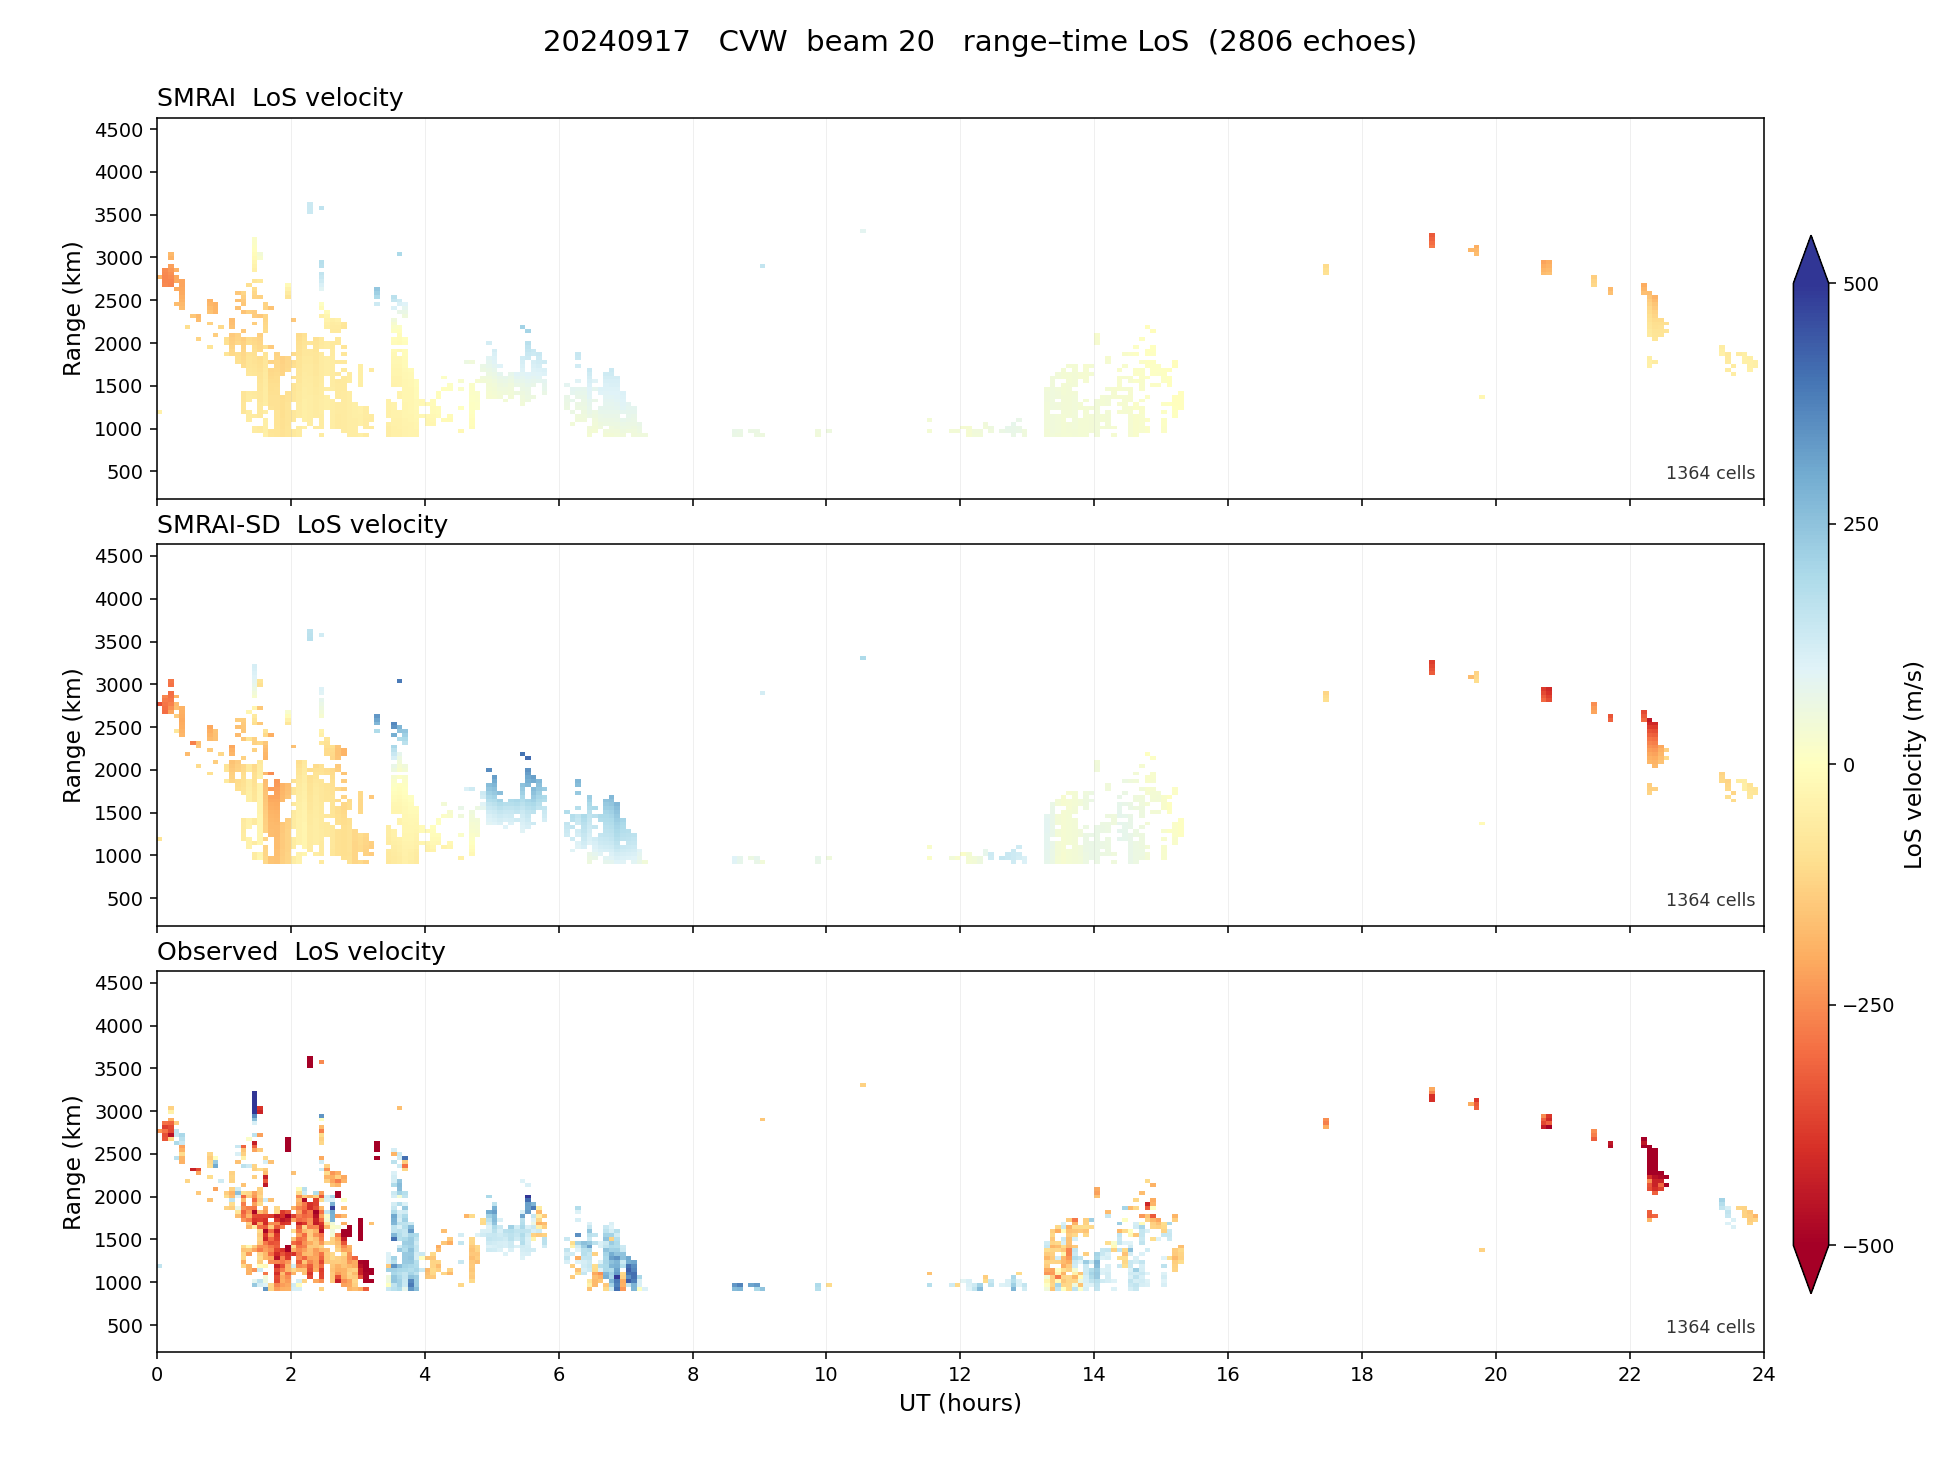 20240917   CVW  beam 20   range–time LoS  (2806 echoes)
SMRAI  LoS velocity
4500
4000
3500
3000
2500
2000
1500
1000
500
Range (km)
1364 cells
SMRAI-SD  LoS velocity
4500
4000
3500
3000
2500
2000
1500
1000
500
Range (km)
1364 cells
Observed  LoS velocity
4500
4000
3500
3000
2500
2000
1500
1000
500
Range (km)
1364 cells
0 2 4 6 8 10 12 14 16 18 20 22 24
UT (hours)
500
250
0
−250
−500
LoS velocity (m/s)